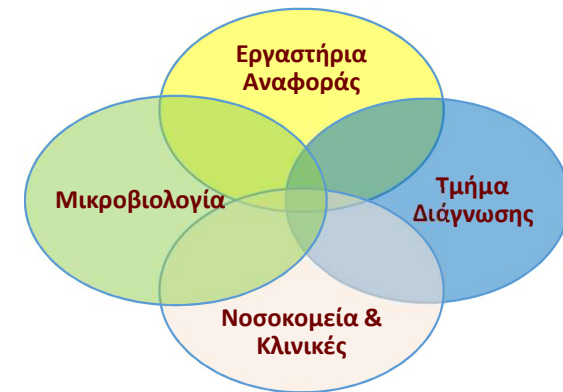 Εργαστήρια
Αναφοράς
Μικροβιολογία
Τμήμα
Διάγνωσης
Νοσοκομεία &
Κλινικές